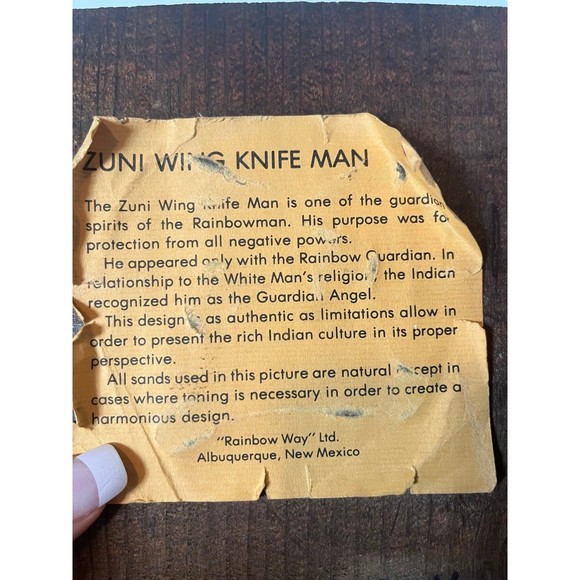 ZUNI WING KNIFE MAN
The Zuni Wing Knife Man is one of the guardian
spirits of the Rainbowman. His purpose was for
protection from all negative powers.
He appeared only with the Rainbow Guardian. In
relationship to the White Man's religion, the Indian
recognized him as the Guardian Angel.
This design is as authentic as limitations allow in
order to present the rich Indian culture in its proper
perspective.
All sands used in this picture are natural except in
cases where toning is necessary in order to create a
harmonious design.
"Rainbow Way" Ltd.
Albuquerque, New Mexico